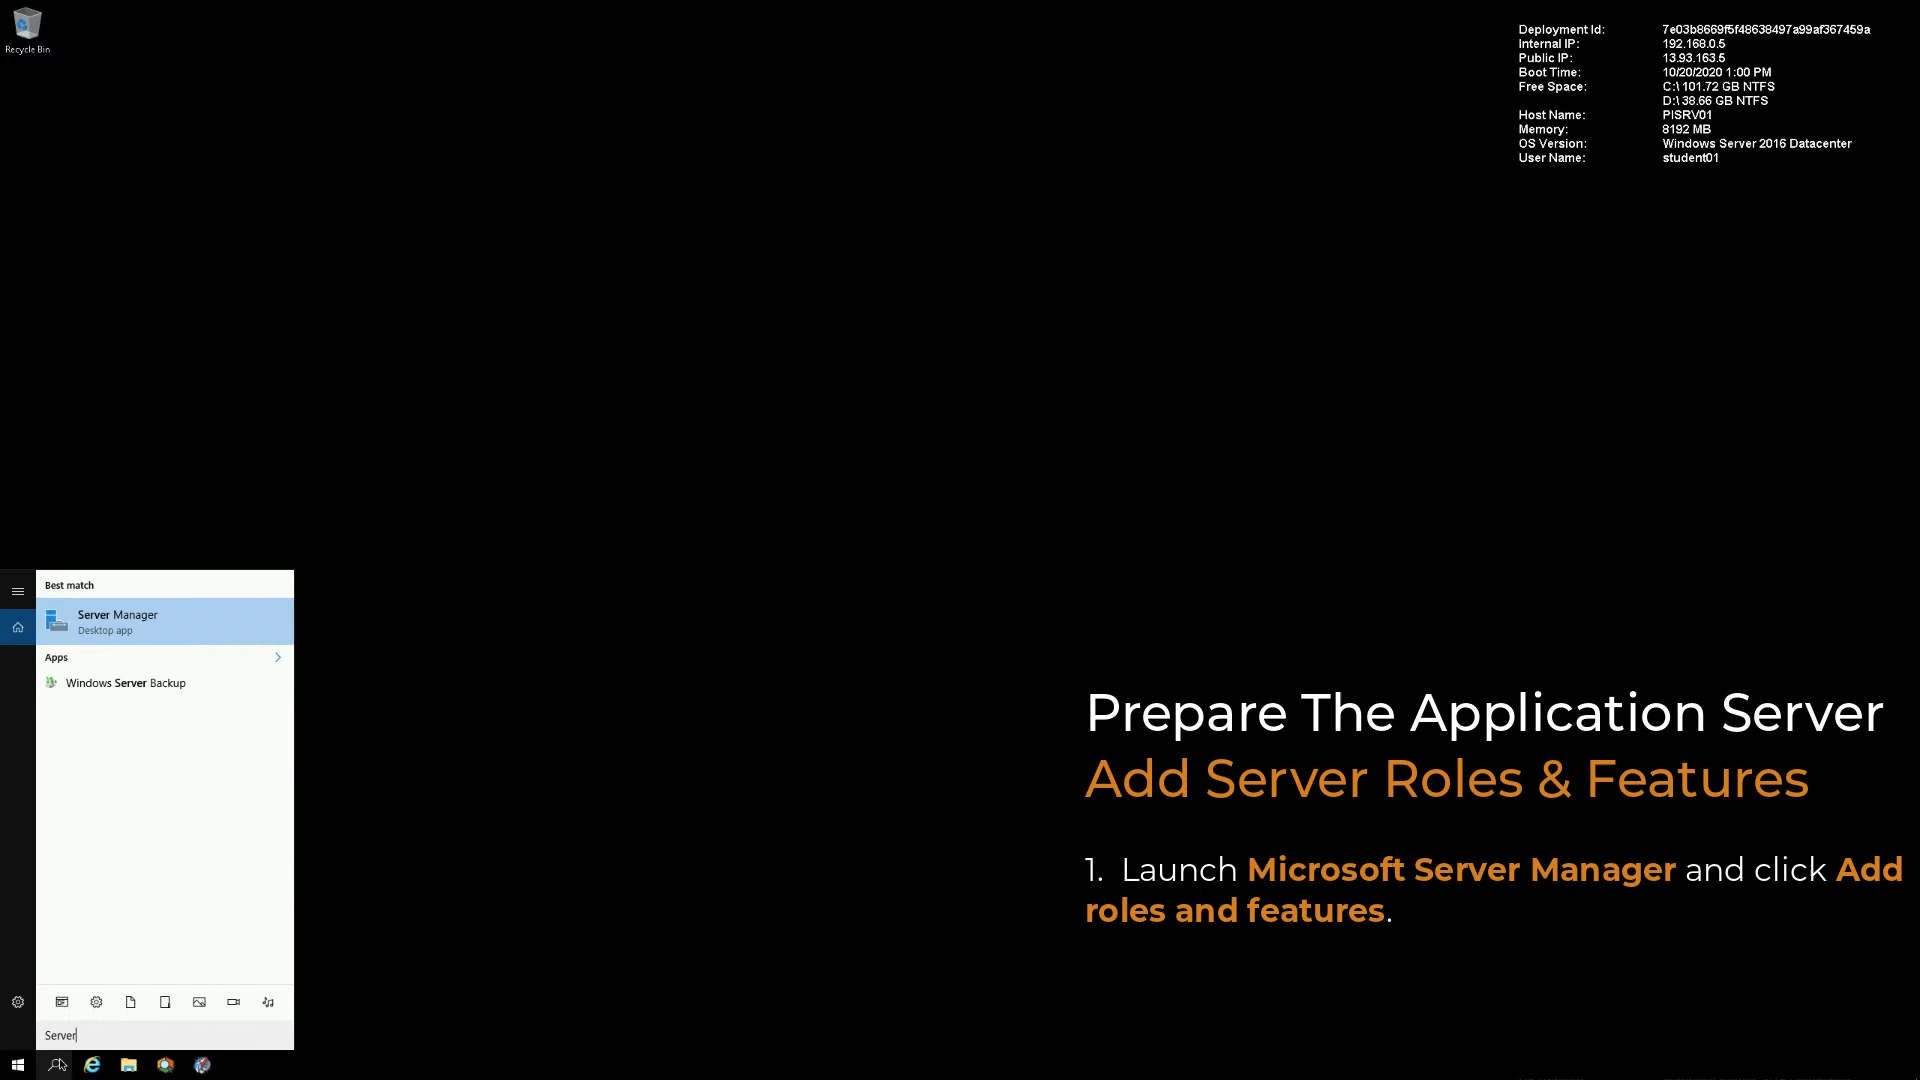 Recycle Bin
Deployment Id: 7e03b8669f5f48638497a99af367459a
Internal IP: 192.168.0.5
Public IP: 13.93.163.5
Boot Time: 10/20/2020 1:00 PM
Free Space: C:\ 101.72 GB NTFS
D:\ 38.66 GB NTFS
Host Name: PISRV01
Memory: 8192 MB
OS Version: Windows Server 2016 Datacenter
User Name: student01
Best match
Server Manager
Desktop app
Apps
Windows Server Backup
Server
Prepare The Application Server
Add Server Roles & Features
1. Launch Microsoft Server Manager and click Add
roles and features.